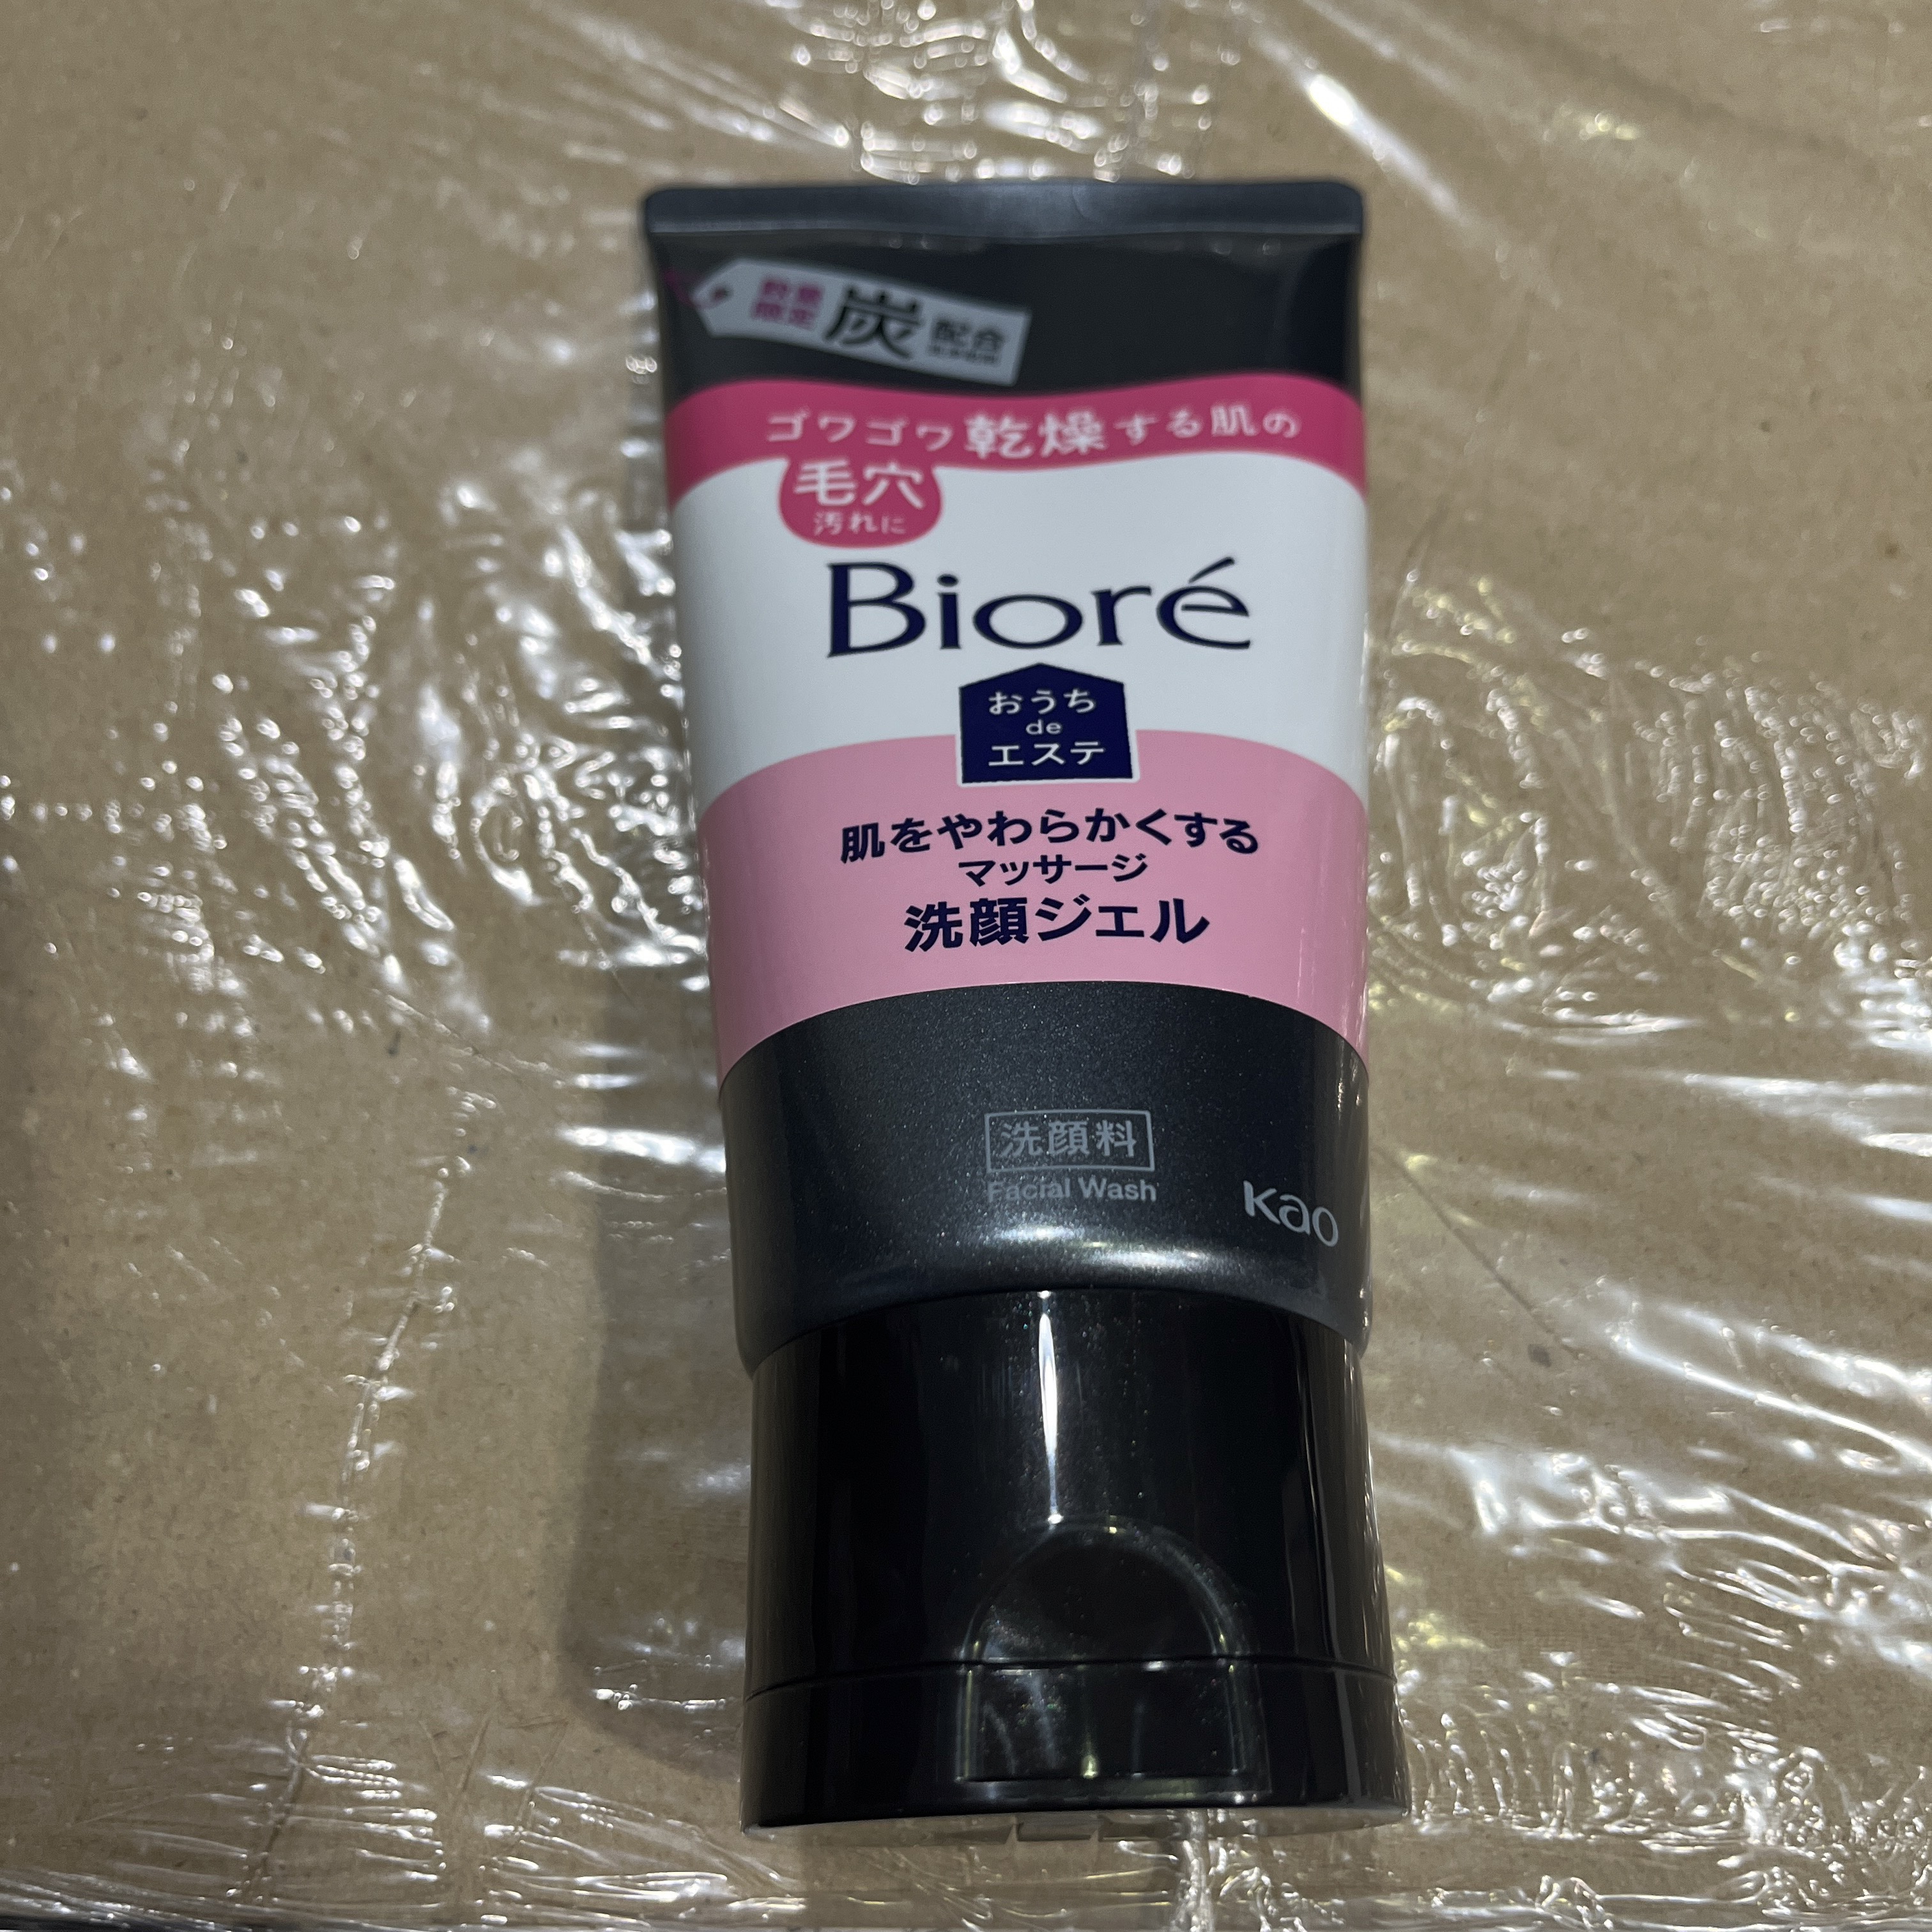 数量
限定
炭
配合
ゴワゴワ乾燥する肌の
毛穴
汚れに
Bioré
おうち
de
エステ
肌をやわらかくする
マッサージ
洗顔ジェル
洗顔料
Facial Wash
Kao